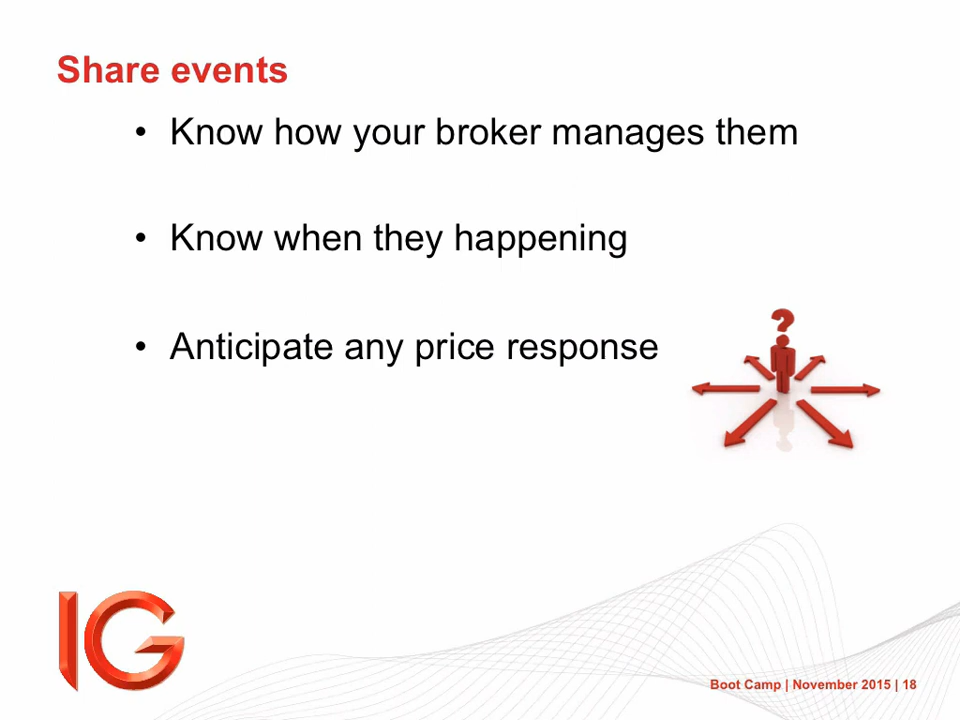 Share events
• Know how your broker manages them
• Know when they happening
• Anticipate any price response
?
IG
Boot Camp | November 2015 | 18